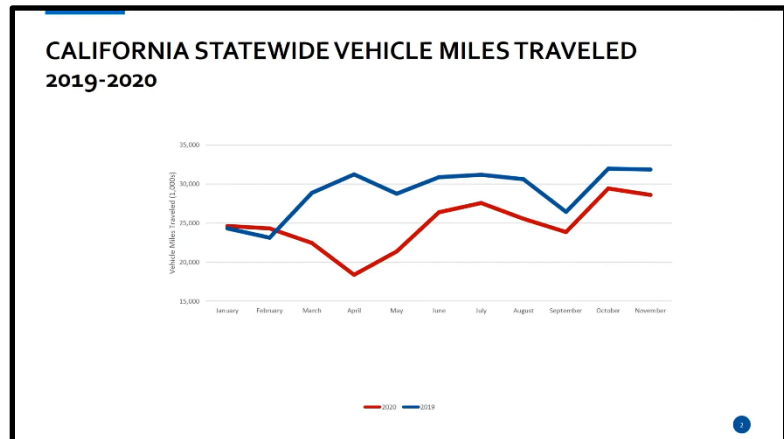 CALIFORNIA STATEWIDE VEHICLE MILES TRAVELED
2019-2020
35,000
30,000
25,000
20,000
15,000
Vehicle Miles Traveled (1,000s)
January February March April May June July August September October November
2020 2019
2